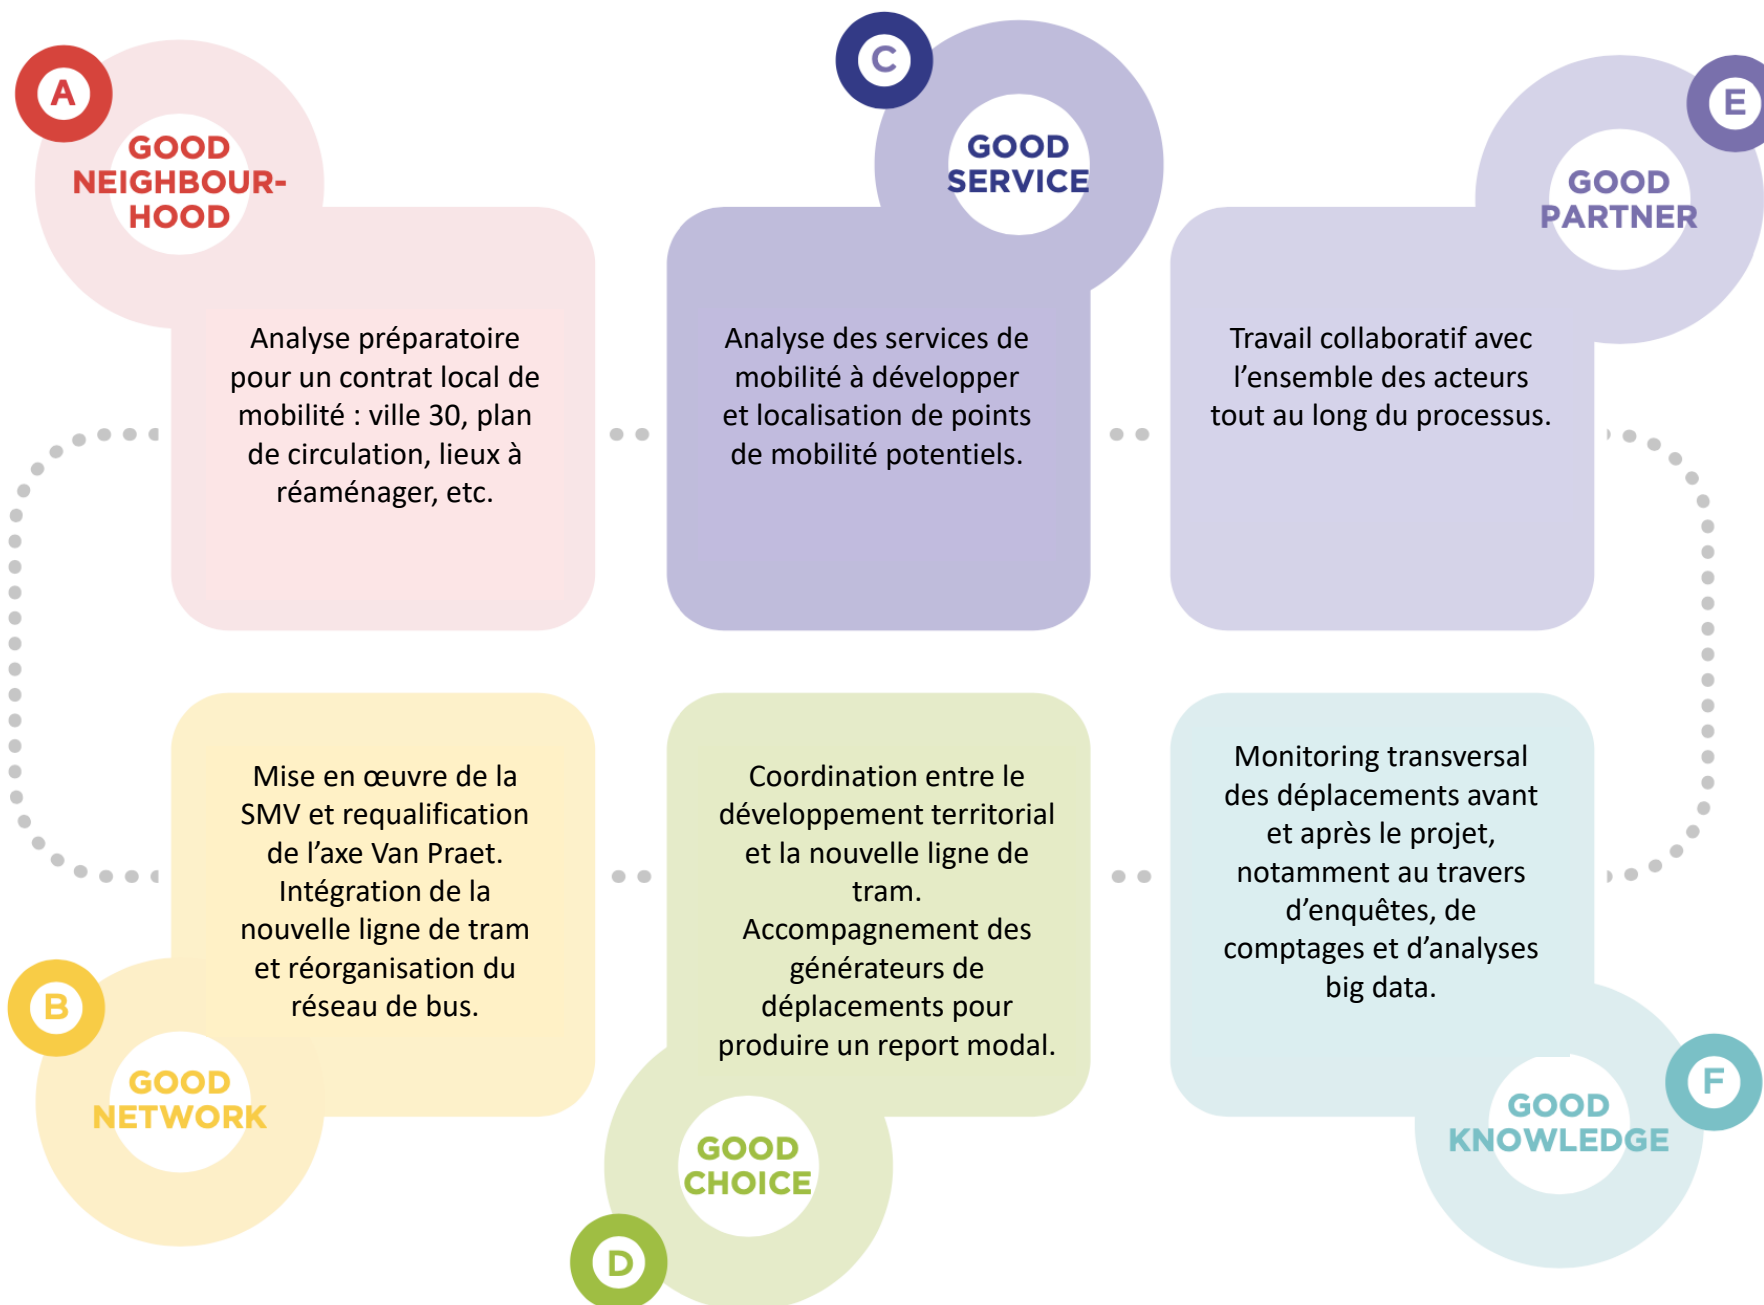 A
GOOD
NEIGHBOUR-
HOOD
Analyse préparatoire
pour un contrat local de
mobilité : ville 30, plan
de circulation, lieux à
réaménager, etc.
C
GOOD
SERVICE
Analyse des services de
mobilité à développer
et localisation de points
de mobilité potentiels.
E
GOOD
PARTNER
Travail collaboratif avec
l’ensemble des acteurs
tout au long du processus.
Mise en œuvre de la
SMV et requalification
de l’axe Van Praet.
Intégration de la
nouvelle ligne de tram
et réorganisation du
réseau de bus.
B
GOOD
NETWORK
Coordination entre le
développement territorial
et la nouvelle ligne de
tram.
Accompagnement des
générateurs de
déplacements pour
produire un report modal.
GOOD
CHOICE
D
Monitoring transversal
des déplacements avant
et après le projet,
notamment au travers
d’enquêtes, de
comptages et d’analyses
big data.
F
GOOD
KNOWLEDGE